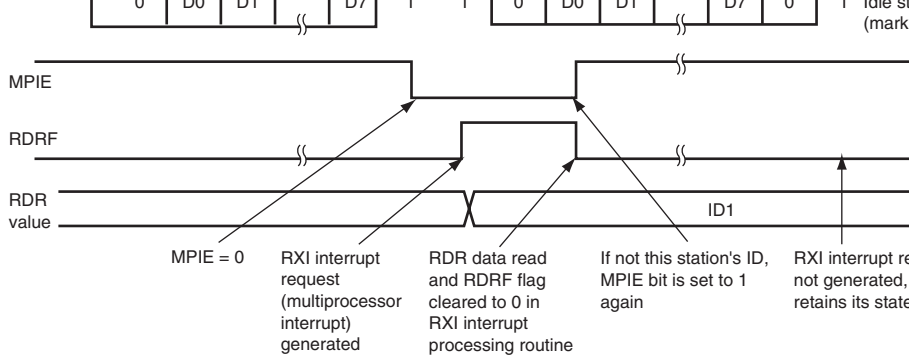 0 D0 D1 D7 1 1 0 D0 D1 D7 0 1 Idle
(mark
MPIE
RDRF
RDR
value
ID1
MPIE = 0
RXI interrupt
request
(multiprocessor
interrupt)
generated
RDR data read
and RDRF flag
cleared to 0 in
RXI interrupt
processing routine
If not this station's ID,
MPIE bit is set to 1
again
RXI interrupt re
not generated,
retains its state